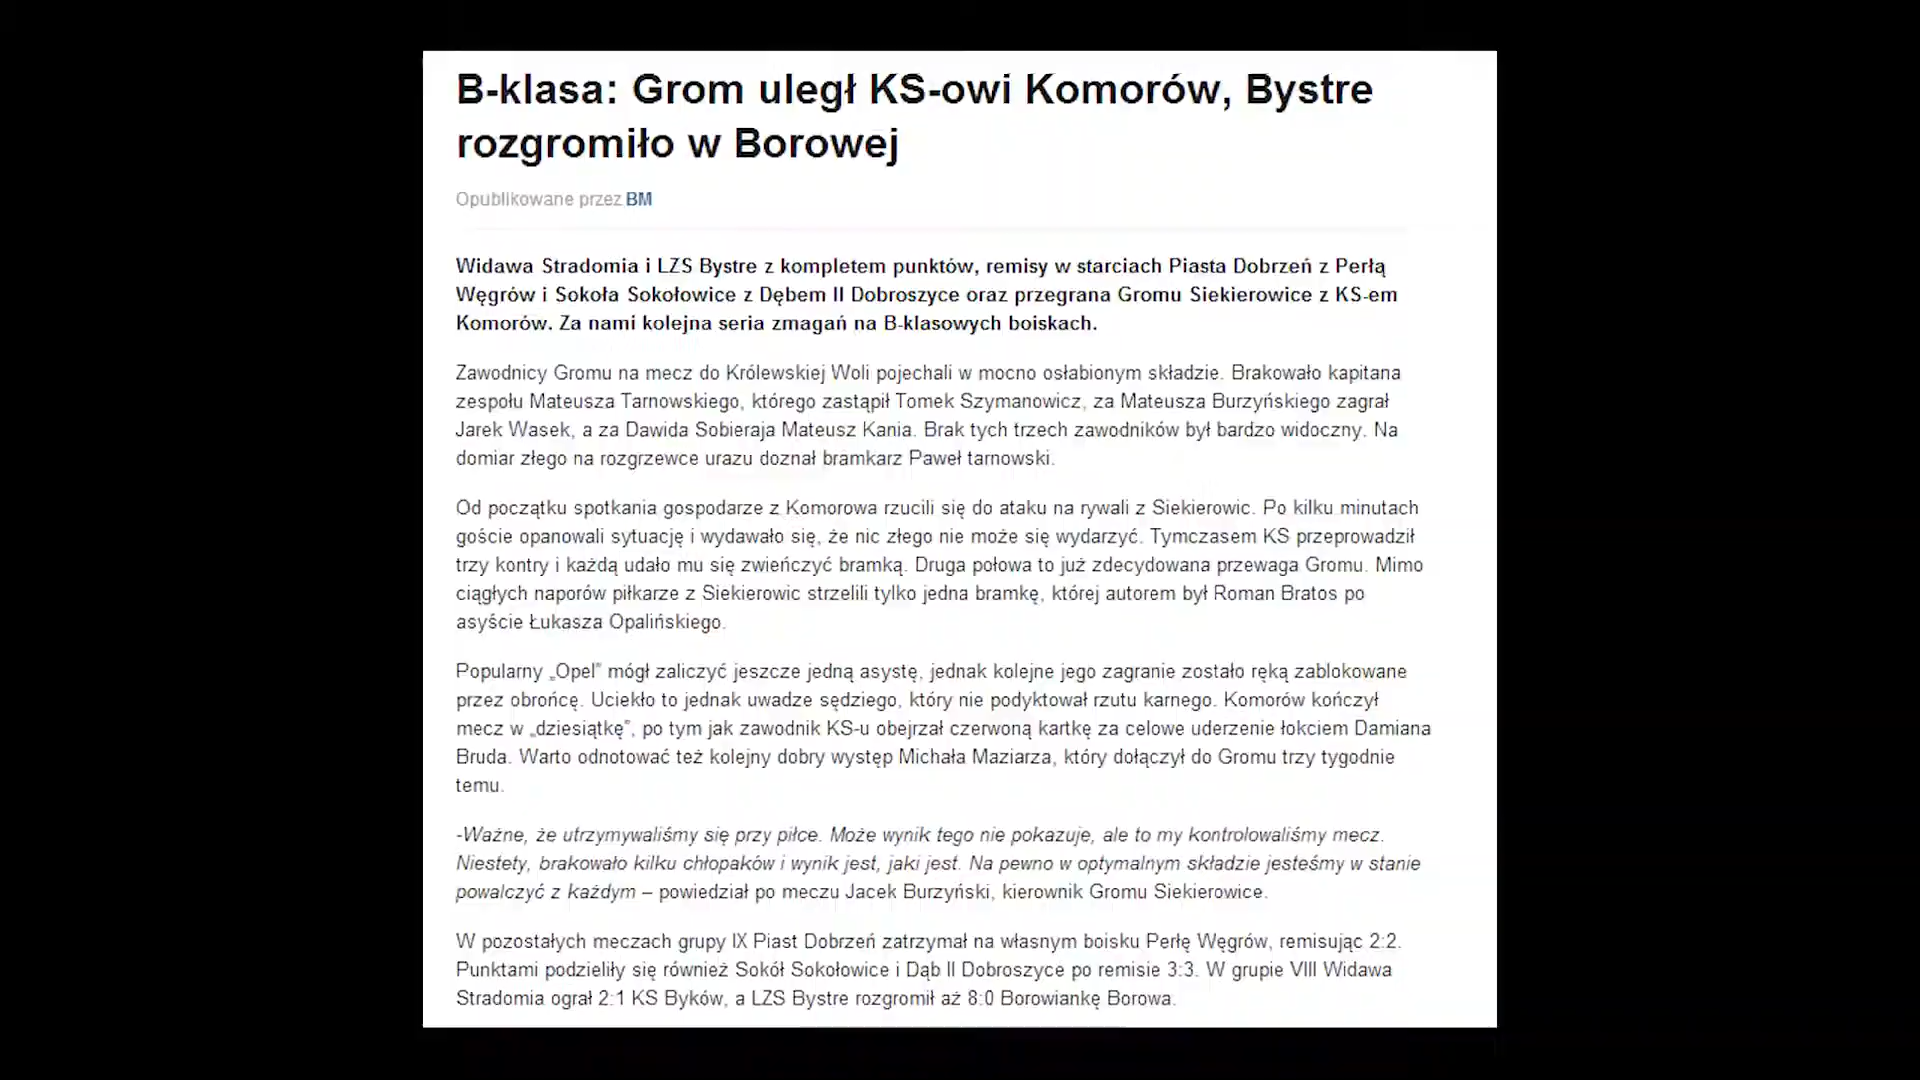 B-klasa: Grom uległ KS-owi Komorów, Bystre
rozgromiło w Borowej
Opublikowane przez BM
Widawa Stradomia i LZS Bystre z kompletem punktów, remisy w starciach Piasta Dobrzeń z Perłą
Węgrów i Sokoła Sokołowice z Dębem II Dobroszyce oraz przegrana Gromu Siekierowice z KS-em
Komorów. Za nami kolejna seria zmagań na B-klasowych boiskach.
Zawodnicy Gromu na mecz do Królewskiej Woli pojechali w mocno osłabionym składzie. Brakowało kapitana
zespołu Mateusza Tarnowskiego, którego zastąpił Tomek Szymanowicz, za Mateusza Burzyńskiego zagrał
Jarek Wasek, a za Dawida Sobieraja Mateusz Kania. Brak tych trzech zawodników był bardzo widoczny. Na
domiar złego na rozgrzewce urazu doznał bramkarz Paweł tarnowski.
Od początku spotkania gospodarze z Komorowa rzucili się do ataku na rywali z Siekierowic. Po kilku minutach
goście opanowali sytuację i wydawało się, że nic złego nie może się wydarzyć. Tymczasem KS przeprowadził
trzy kontry i każdą udało mu się zwieńczyć bramką. Druga połowa to już zdecydowana przewaga Gromu. Mimo
ciągłych naporów piłkarze z Siekierowic strzelili tylko jedna bramkę, której autorem był Roman Bratos po
asyście Łukasza Opalińskiego.
Popularny „Opel” mógł zaliczyć jeszcze jedną asystę, jednak kolejne jego zagranie zostało ręką zablokowane
przez obrońcę. Uciekło to jednak uwadze sędziego, który nie podyktował rzutu karnego. Komorów kończył
mecz w „dziesiątkę”, po tym jak zawodnik KS-u obejrzał czerwoną kartkę za celowe uderzenie łokciem Damiana
Bruda. Warto odnotować też kolejny dobry występ Michała Maziarza, który dołączył do Gromu trzy tygodnie
temu.
-Ważne, że utrzymywaliśmy się przy piłce. Może wynik tego nie pokazuje, ale to my kontrolowaliśmy mecz.
Niestety, brakowało kilku chłopaków i wynik jest, jaki jest. Na pewno w optymalnym składzie jesteśmy w stanie
powalczyć z każdym – powiedział po meczu Jacek Burzyński, kierownik Gromu Siekierowice.
W pozostałych meczach grupy IX Piast Dobrzeń zatrzymał na własnym boisku Perłę Węgrów, remisując 2:2.
Punktami podzieliły się również Sokół Sokołowice i Dąb II Dobroszyce po remisie 3:3. W grupie VIII Widawa
Stradomia ograł 2:1 KS Byków, a LZS Bystre rozgromił aż 8:0 Borowiankę Borowa.